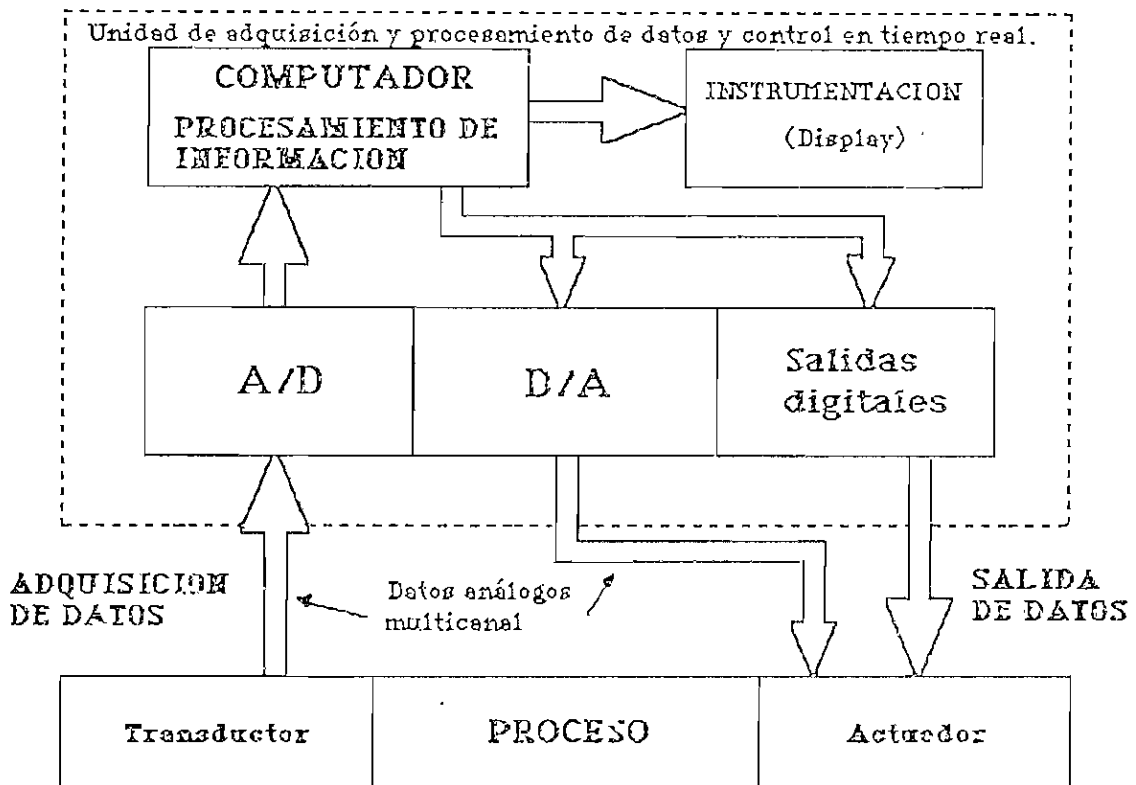 Unidad de adquisición y procesamiento de datos y control en tiempo real.
COMPUTADOR
PROCESAMIENTO DE
INFORMACION
INSTRUMENTACION
(Display)
A/D
D/A
Salidas
digitales
ADQUISICION
DE DATOS
Datos análogos
multicanal
SALIDA
DE DATOS
Transductor
PROCESO
Actuador